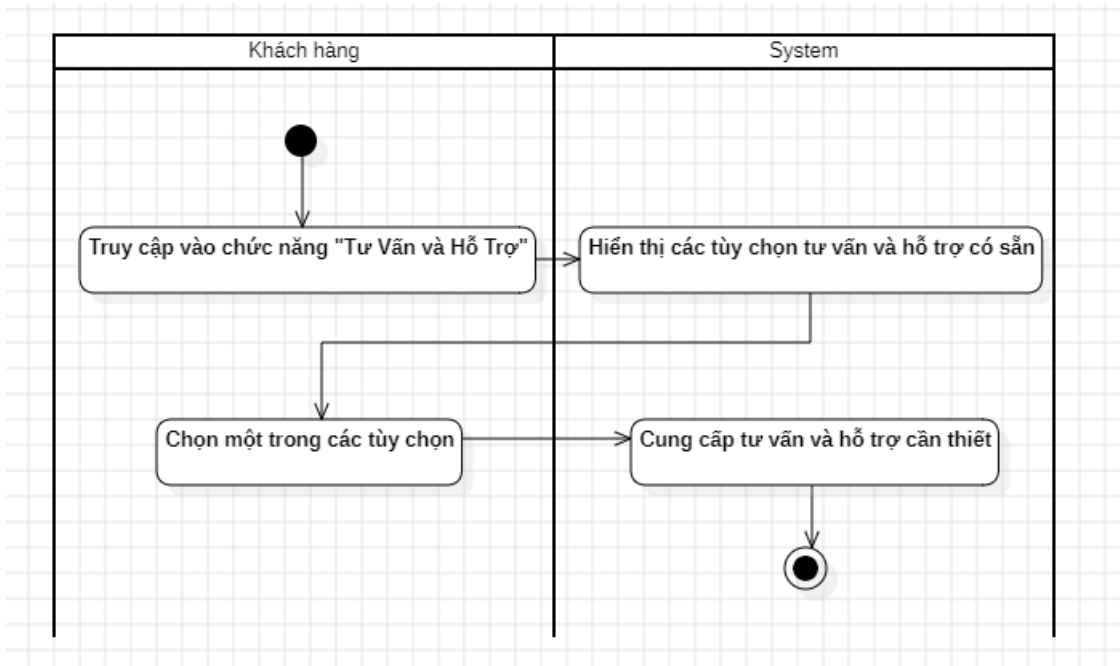 Khách hàng
System
Truy cập vào chức năng "Tư Vấn và Hỗ Trợ"
Hiển thị các tùy chọn tư vấn và hỗ trợ có sẵn
Chọn một trong các tùy chọn
Cung cấp tư vấn và hỗ trợ cần thiết